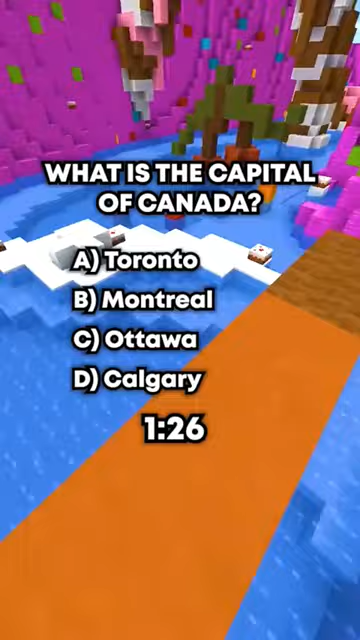 WHAT IS THE CAPITAL
OF CANADA?
A) Toronto
B) Montreal
C) Ottawa
D) Calgary
1:26